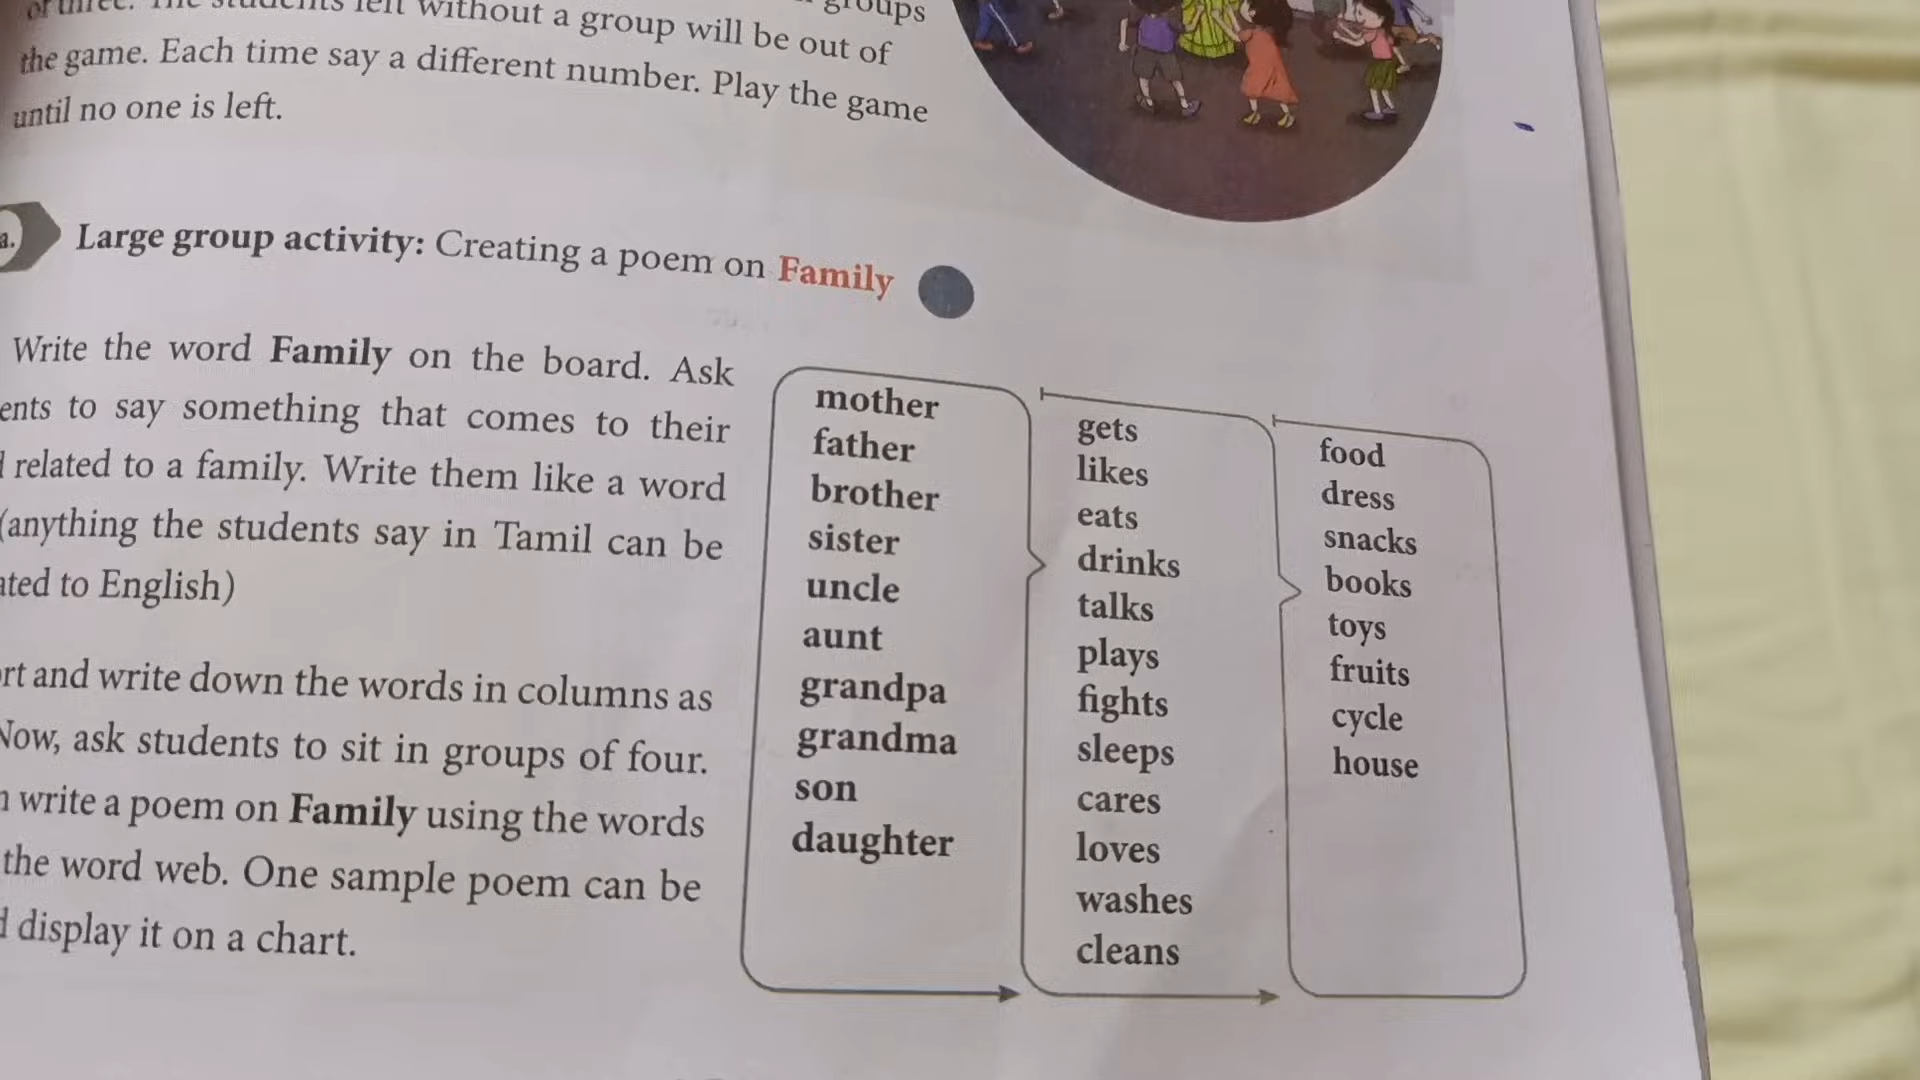 of three. The students left without a group will be out of
groups
the game. Each time say a different number. Play the game
until no one is left.
a.
Large group activity: Creating a poem on Family
Write the word Family on the board. Ask
ents to say something that comes to their
related to a family. Write them like a word
(anything the students say in Tamil can be
ated to English)
rt and write down the words in columns as
Now, ask students to sit in groups of four.
write a poem on Family using the words
the word web. One sample poem can be
display it on a chart.
mother
father
brother
sister
uncle
aunt
grandpa
grandma
son
daughter
gets
likes
eats
drinks
talks
plays
fights
sleeps
cares
loves
washes
cleans
food
dress
snacks
books
toys
fruits
cycle
house